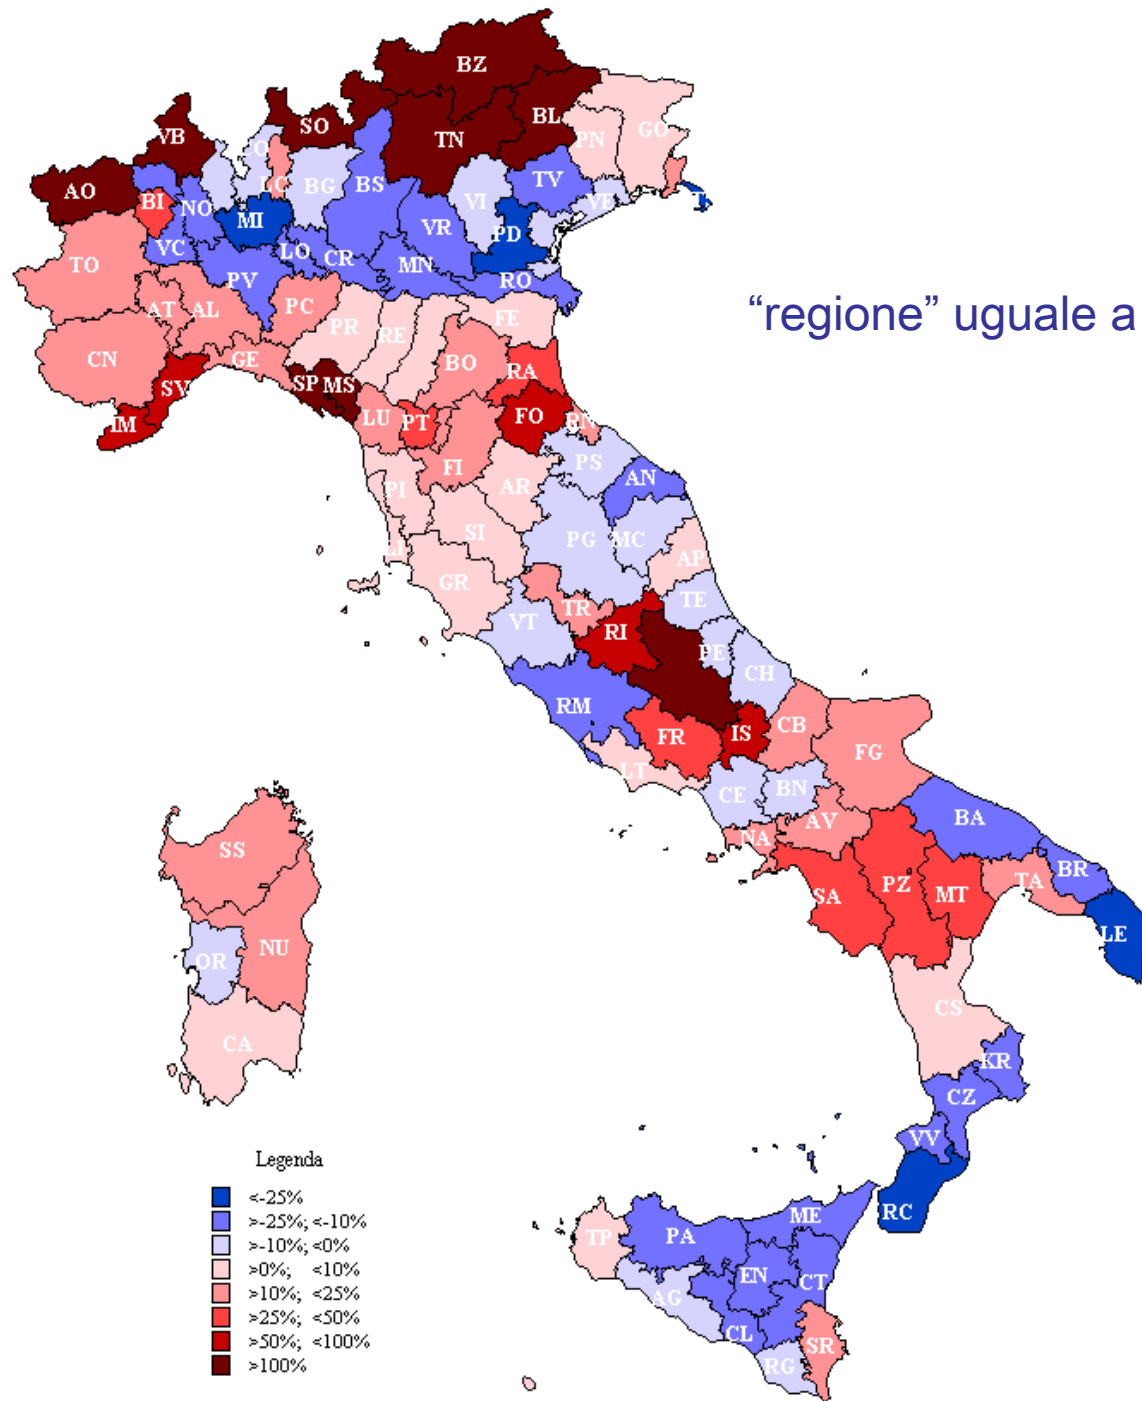 BZ
BL
SO
VB
TN
PN
GO
AO
BI
NO
LC
BG
BS
VI
TV
VE
MI
VR
PD
VC
LO
CR
MN
RO
TO
PV
AT
AL
PC
PR
RE
FE
CN
GE
BO
RA
SV
SP
MS
IM
LU
PT
FO
RN
FI
PS
AN
PI
AR
SI
PG
MC
LI
AP
GR
TR
TE
VT
RI
PE
CH
RM
FR
IS
CB
FG
LT
CE
BN
NA
AV
BA
BR
SA
PZ
MT
TA
LE
SS
NU
OR
CA
CS
KR
CZ
VV
RC
TP
PA
ME
EN
CT
AG
CL
SR
RG
“regione” uguale a
Legenda
<-25%
>-25%; <-10%
>-10%; <0%
>0%; <10%
>10%; <25%
>25%; <50%
>50%; <100%
>100%